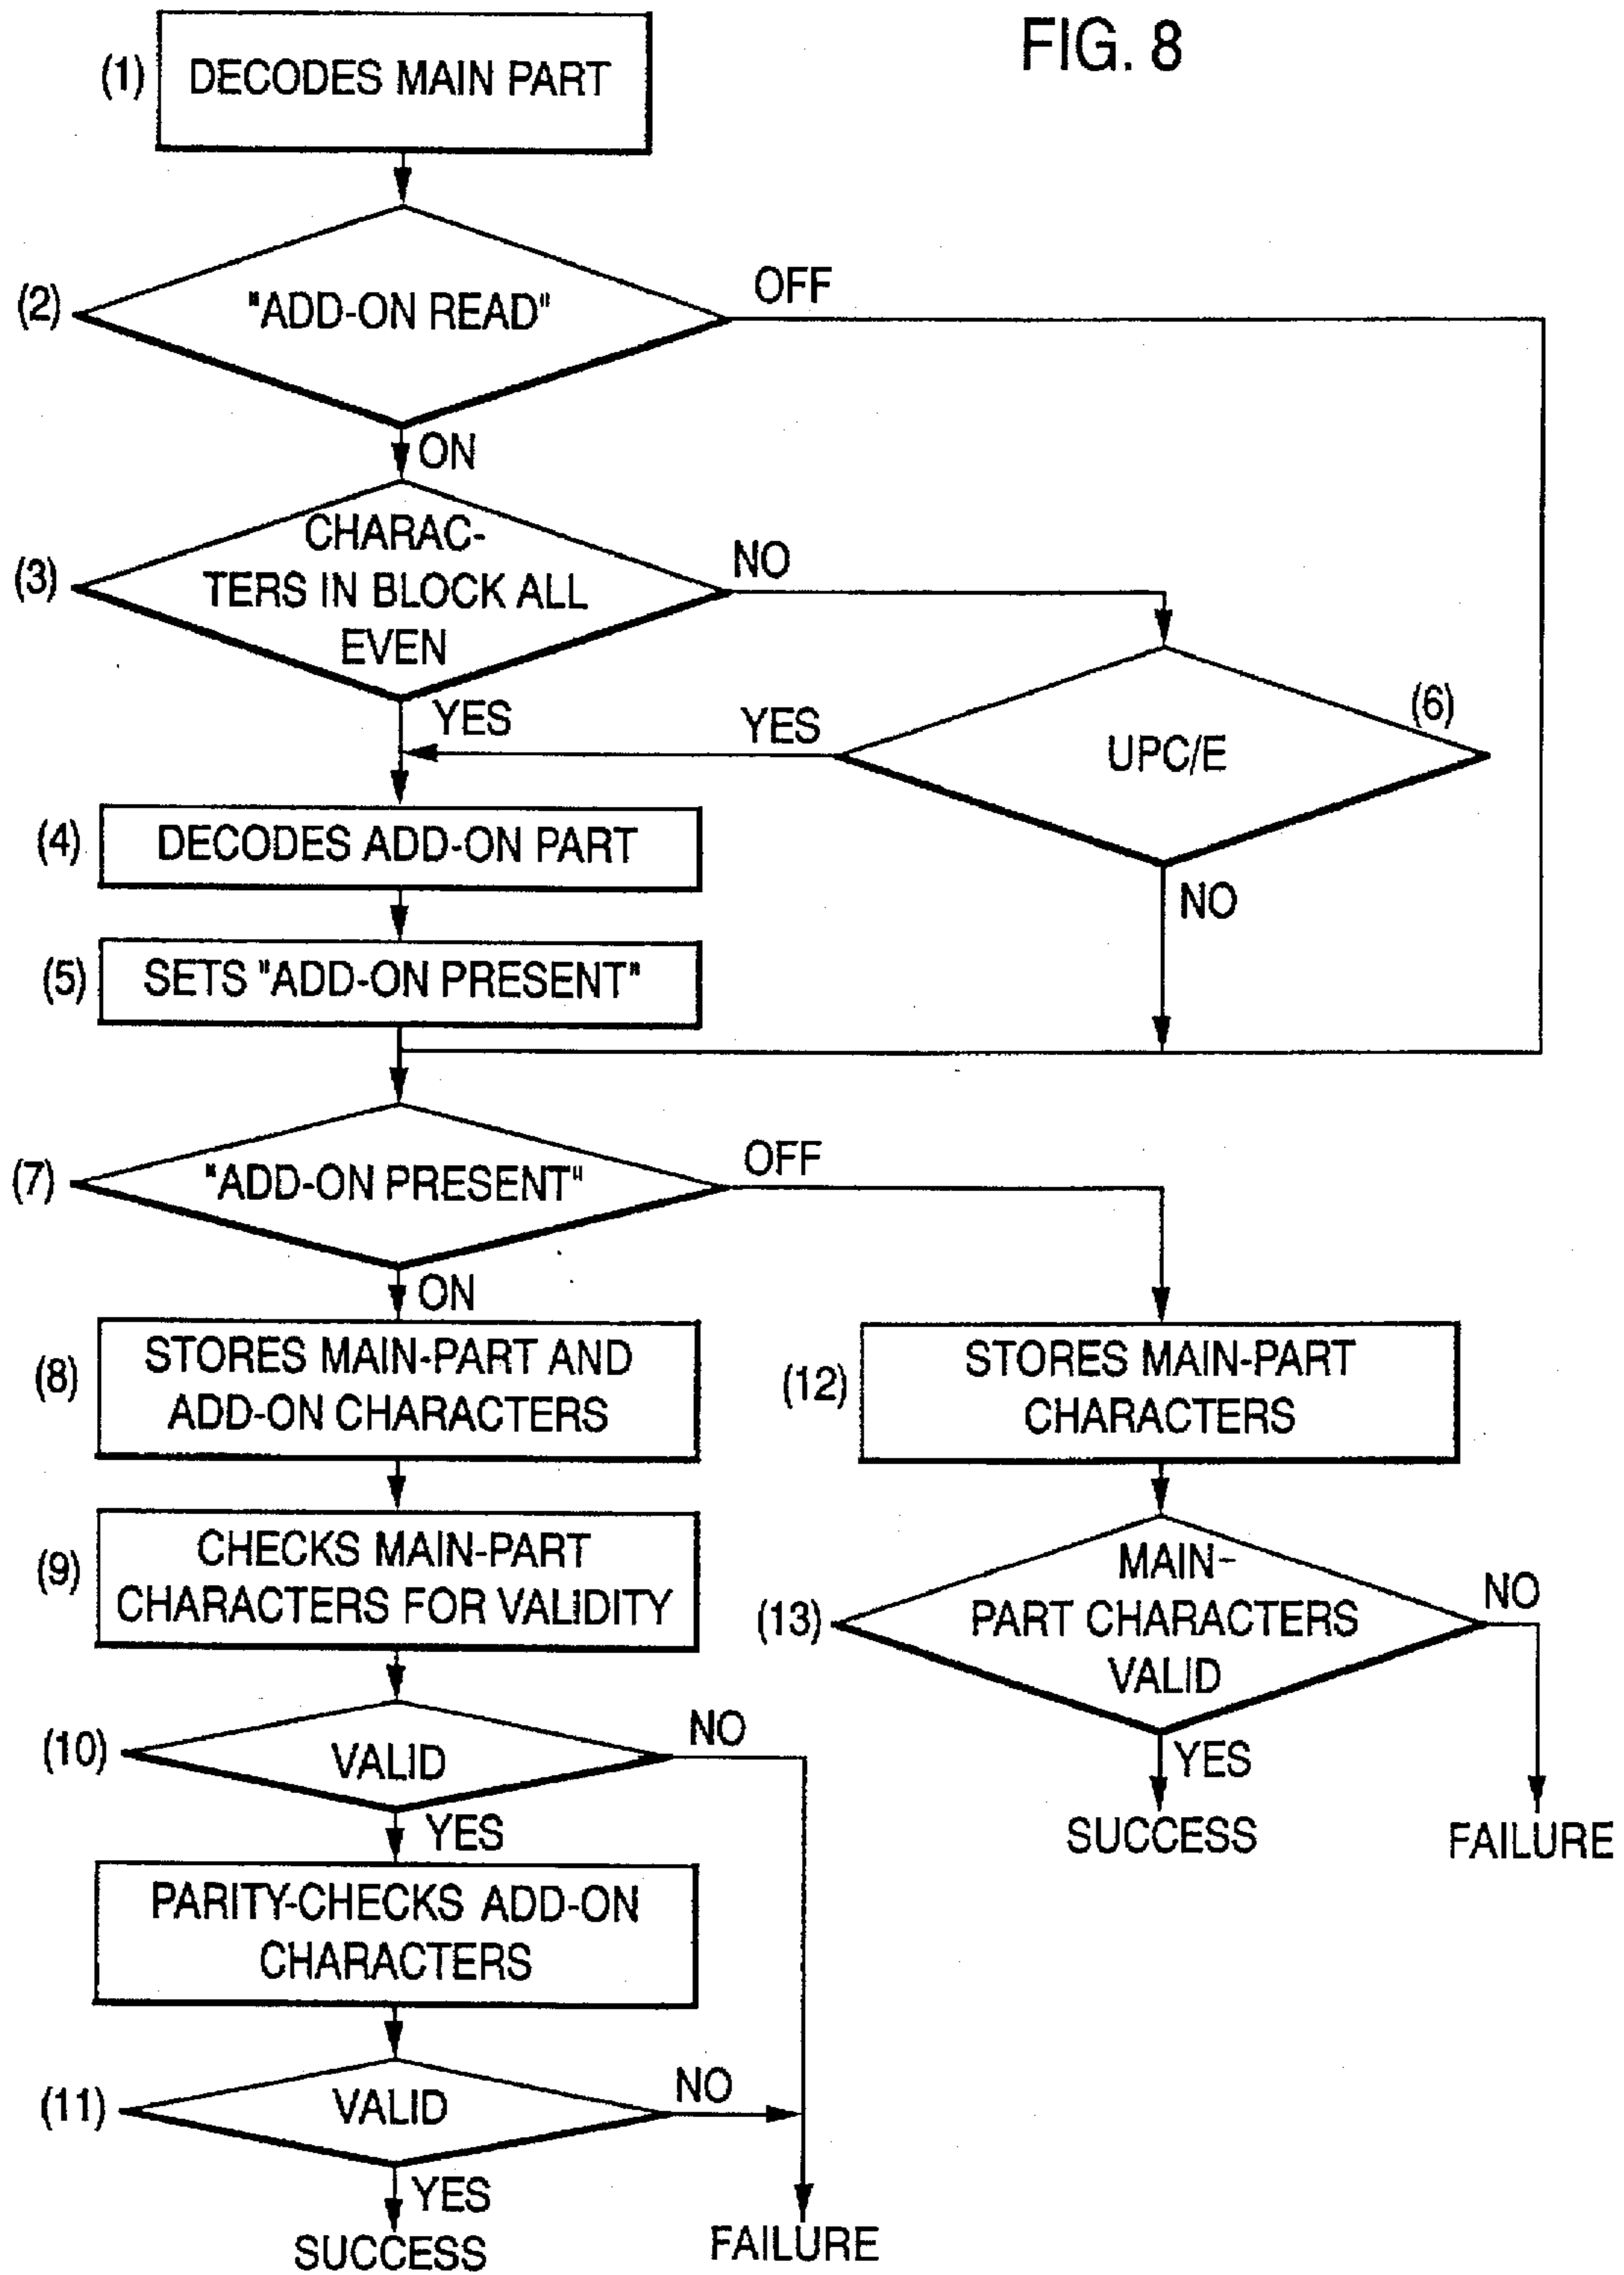 FIG. 8
(1) DECODES MAIN PART
(2) "ADD-ON READ"
OFF
ON
(3)
CHARAC-
TERS IN BLOCK ALL
EVEN
NO
YES
(6)
UPC/E
YES
NO
(4) DECODES ADD-ON PART
(5) SETS "ADD-ON PRESENT"
(7) "ADD-ON PRESENT"
OFF
ON
(8)
STORES MAIN-PART AND
ADD-ON CHARACTERS
(12)
STORES MAIN-PART
CHARACTERS
(9)
CHECKS MAIN-PART
CHARACTERS FOR VALIDITY
(13)
MAIN-
PART CHARACTERS
VALID
NO
YES
SUCCESS
FAILURE
(10) VALID
NO
YES
PARITY-CHECKS ADD-ON
CHARACTERS
(11) VALID
NO
YES
SUCCESS
FAILURE